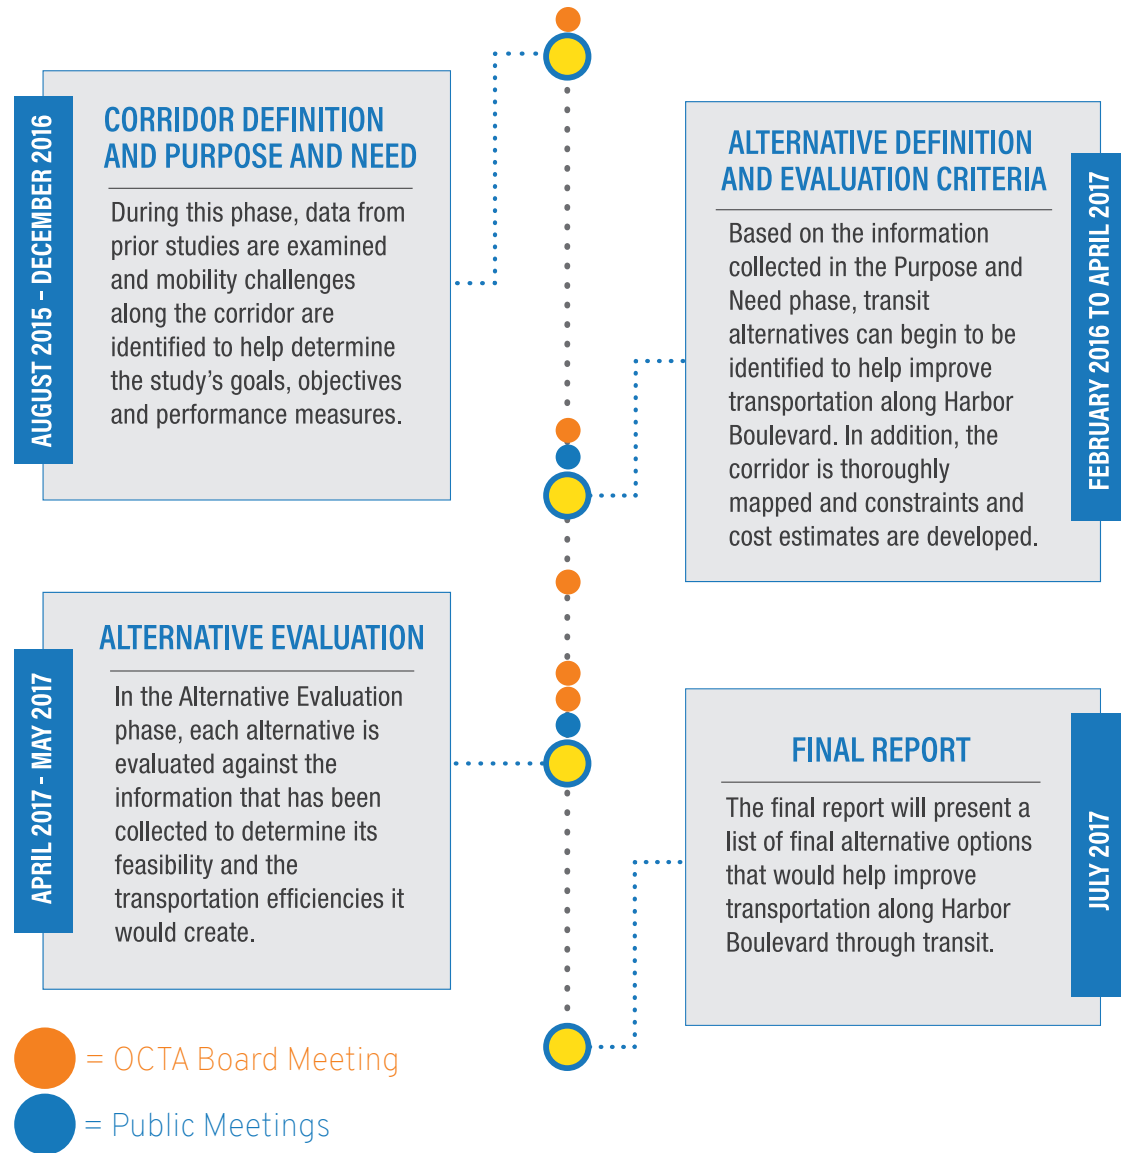 CORRIDOR DEFINITION
AND PURPOSE AND NEED
During this phase, data from
prior studies are examined
and mobility challenges
along the corridor are
identified to help determine
the study's goals, objectives
and performance measures.
AUGUST 2015 - DECEMBER 2016
ALTERNATIVE DEFINITION
AND EVALUATION CRITERIA
Based on the information
collected in the Purpose and
Need phase, transit
alternatives can begin to be
identified to help improve
transportation along Harbor
Boulevard. In addition, the
corridor is thoroughly
mapped and constraints and
cost estimates are developed.
FEBRUARY 2016 TO APRIL 2017
ALTERNATIVE EVALUATION
In the Alternative Evaluation
phase, each alternative is
evaluated against the
information that has been
collected to determine its
feasibility and the
transportation efficiencies it
would create.
APRIL 2017 - MAY 2017
FINAL REPORT
The final report will present a
list of final alternative options
that would help improve
transportation along Harbor
Boulevard through transit.
JULY 2017
= OCTA Board Meeting
= Public Meetings